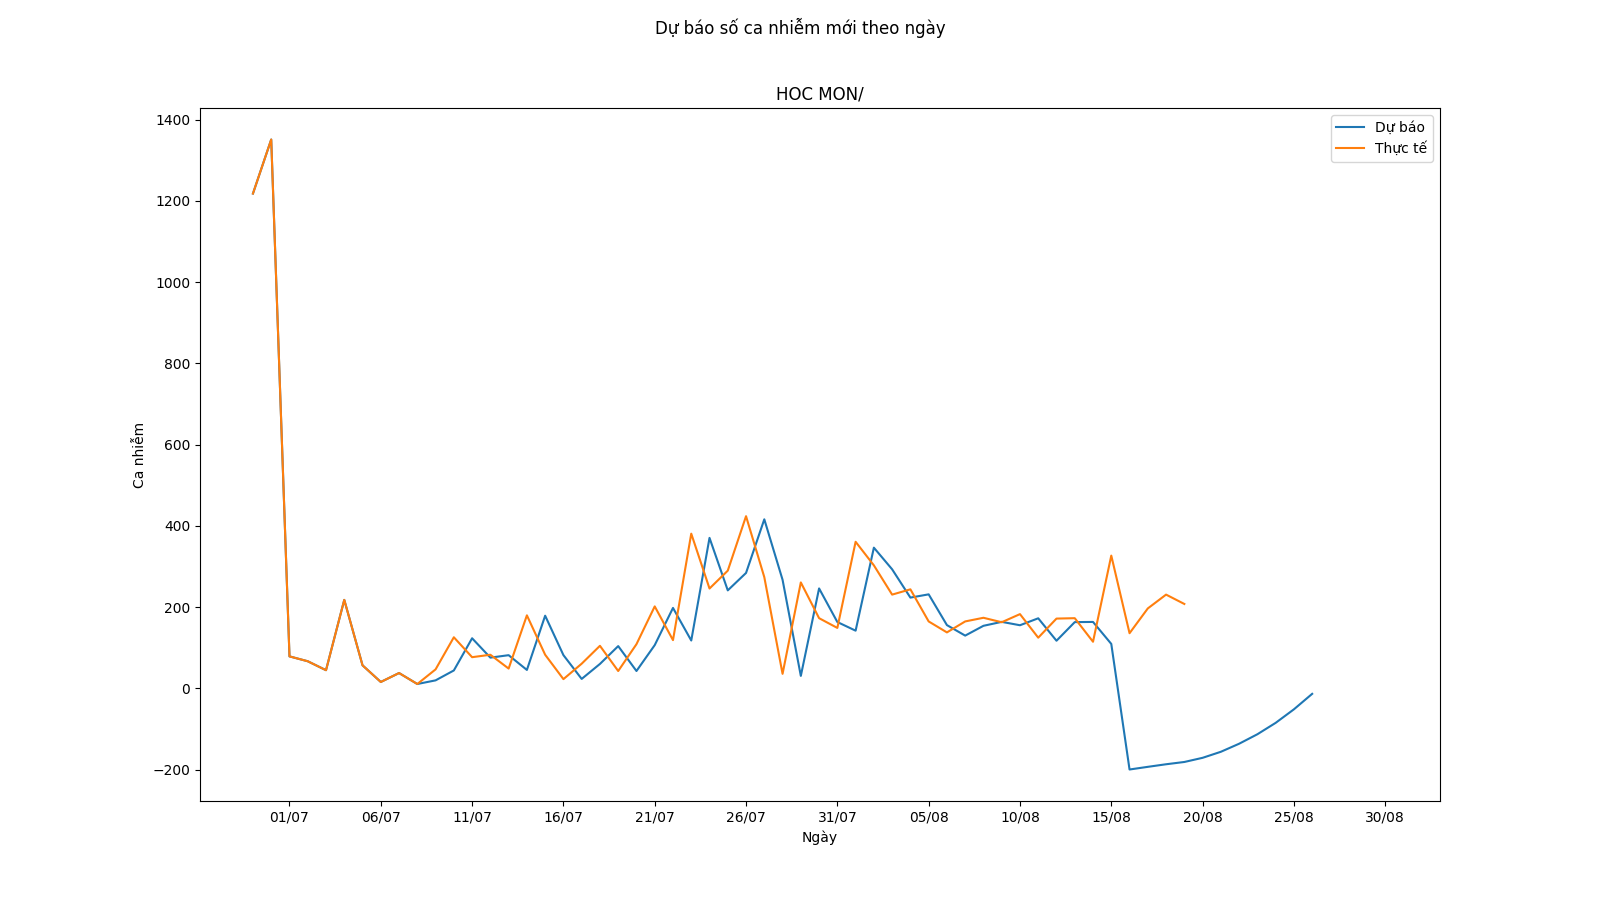 Dự báo số ca nhiễm mới theo ngày
HOC MON/
Dự báo
Thực tế
1400
1200
1000
800
600
400
200
0
−200
Ca nhiễm
01/07 06/07 11/07 16/07 21/07 26/07 31/07 05/08 10/08 15/08 20/08 25/08 30/08
Ngày